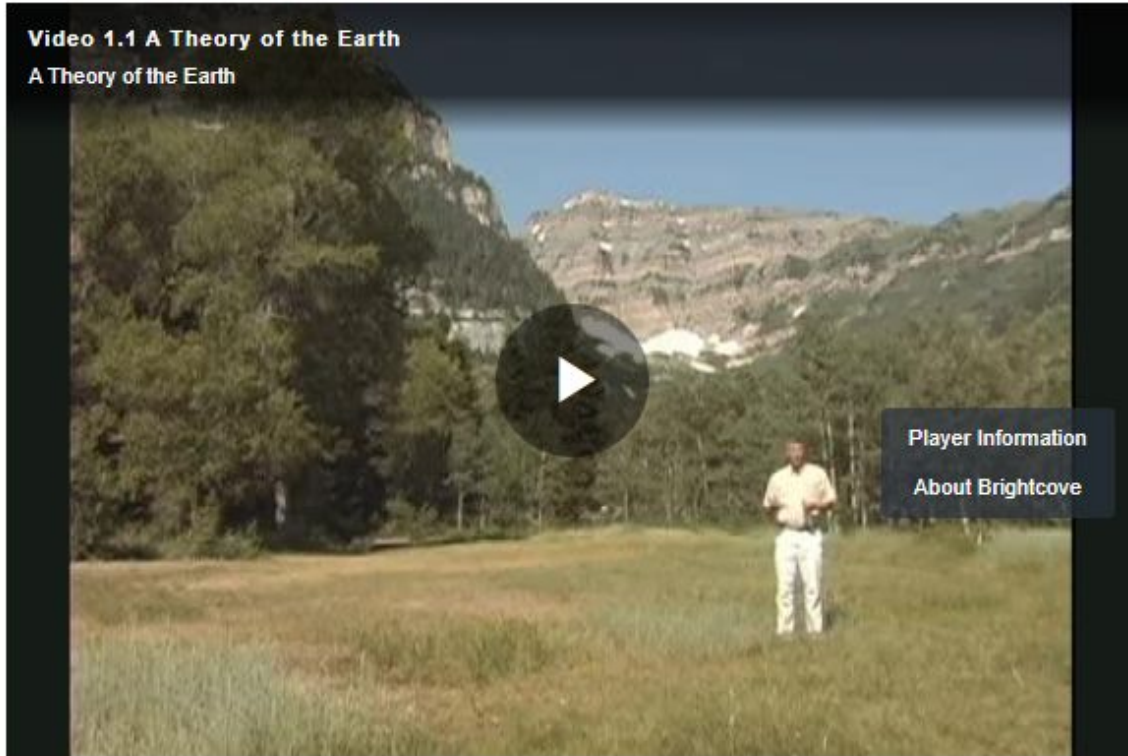 Video 1.1 A Theory of the Earth
A Theory of the Earth
Player Information
About Brightcove